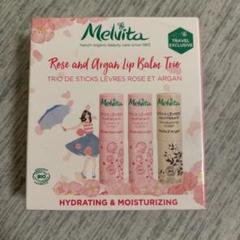 Melvita
French organic beauty care since 1983
TRAVEL
EXCLUSIVE
Rose and Argan Lip Balm Trio
TRIO DE STICKS LÈVRES ROSE ET ARGAN
BIO
HYDRATING & MOISTURIZING